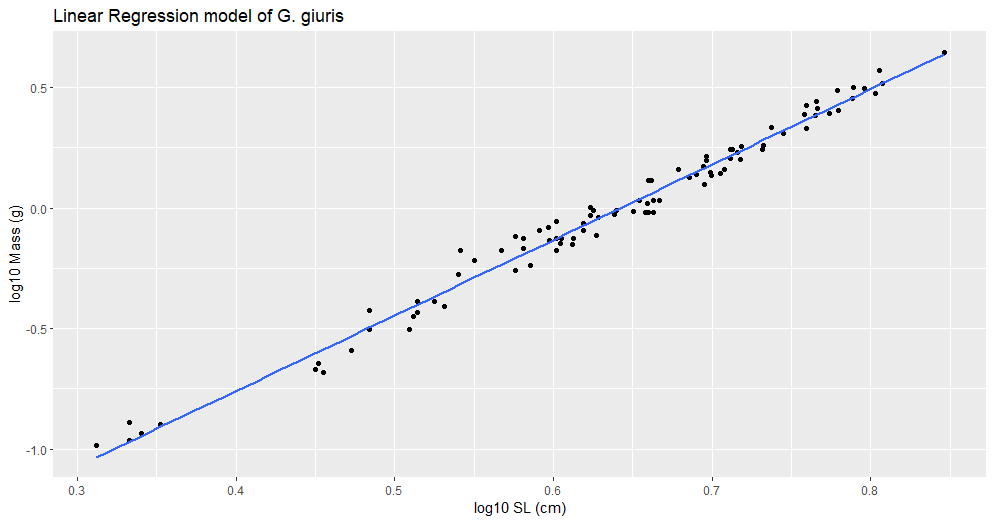 Linear Regression model of G. giuris
log10 Mass (g)
0.5
0.0
-0.5
-1.0
0.3 0.4 0.5 0.6 0.7 0.8
log10 SL (cm)